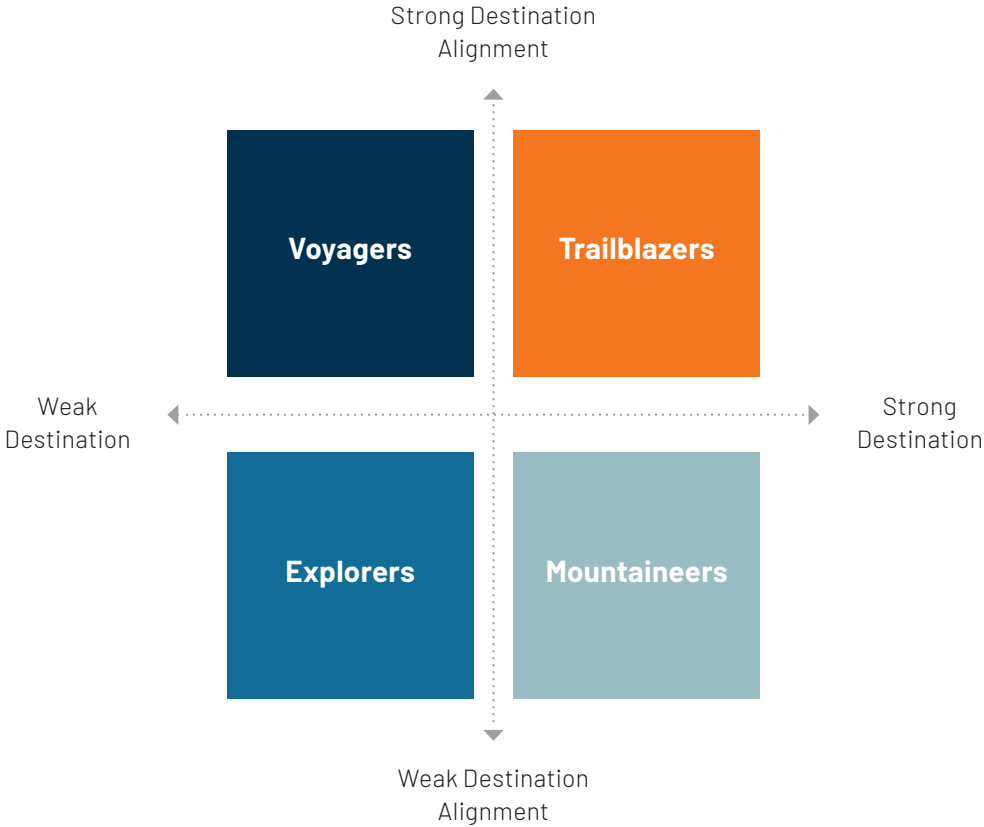 Strong Destination
Alignment
Voyagers
Trailblazers
Weak
Destination
Strong
Destination
Explorers
Mountaineers
Weak Destination
Alignment